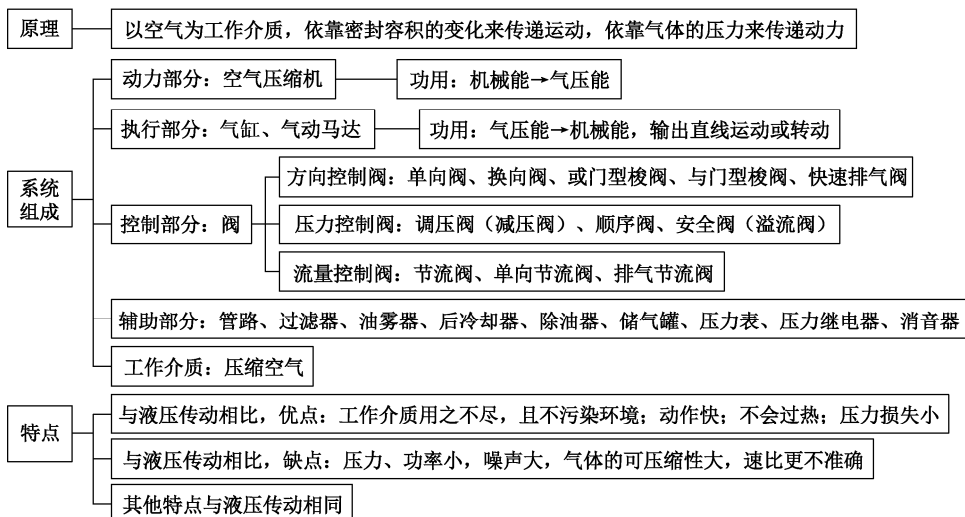 原理
以空气为工作介质，依靠密封容积的变化来传递运动，依靠气体的压力来传递动力
动力部分：空气压缩机
功用：机械能→气压能
执行部分：气缸、气动马达
功用：气压能→机械能，输出直线运动或转动
系统
组成
控制部分：阀
方向控制阀：单向阀、换向阀、或门型梭阀、与门型梭阀、快速排气阀
压力控制阀：调压阀（减压阀）、顺序阀、安全阀（溢流阀）
流量控制阀：节流阀、单向节流阀、排气节流阀
辅助部分：管路、过滤器、油雾器、后冷却器、除油器、储气罐、压力表、压力继电器、消音器
工作介质：压缩空气
特点
与液压传动相比，优点：工作介质用之不尽，且不污染环境；动作快；不会过热；压力损失小
与液压传动相比，缺点：压力、功率小，噪声大，气体的可压缩性大，速比更不准确
其他特点与液压传动相同